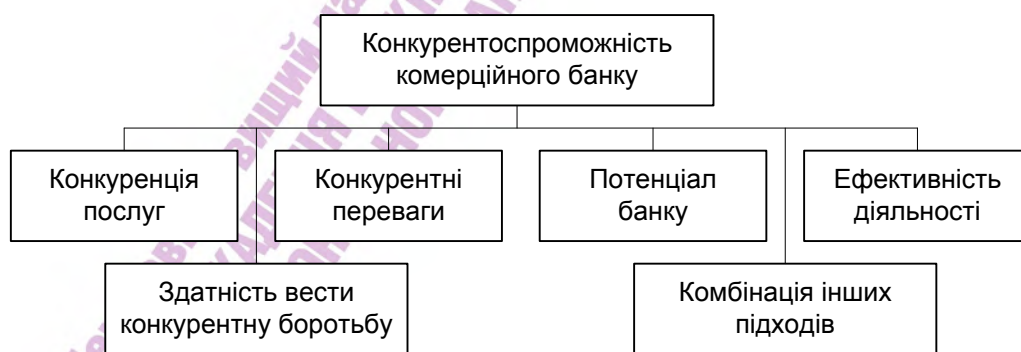 Конкурентоспроможність
комерційного банку
Конкуренція
послуг
Конкурентні
переваги
Потенціал
банку
Ефективність
діяльності
Здатність вести
конкурентну боротьбу
Комбінація інших
підходів